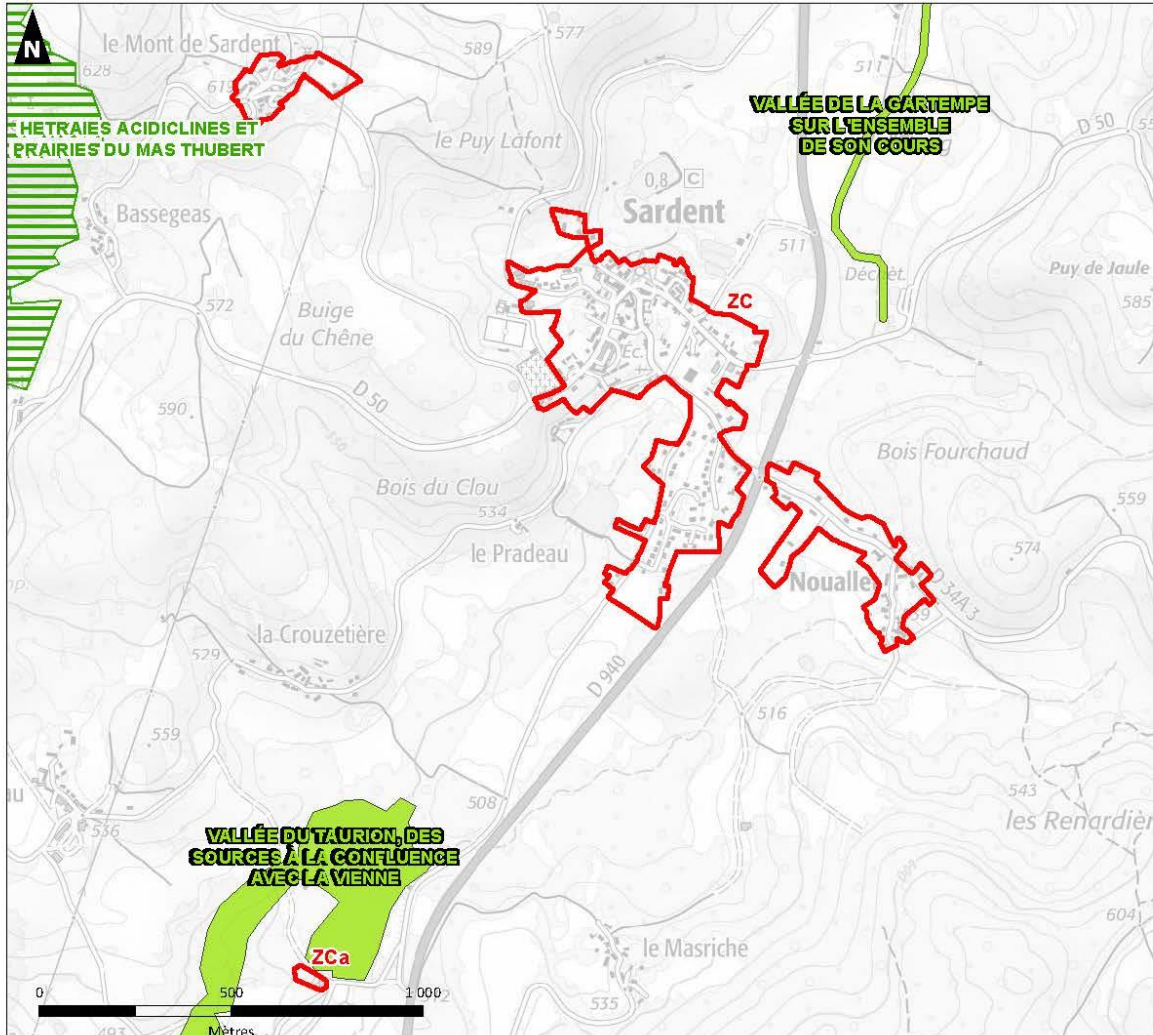 N
le Mont de Sardent
628
615
589
577
511
HETRAIES ACIDICLINES ET
PRAIRIES DU MAS THUBERT
VALLÉE DE LA GARTEMPE
SUR L'ENSEMBLE
DE SON COURS
D 50
le Puy Lafont
0,8 C
Sardent
Bassegeas
511
Déchèt.
Puy de Jaule
585
572
Buige
du Chêne
ZC
Ec.
D 50
590
Bois Fourchaud
Bois du Clou
534
559
le Pradeau
574
Noualle
D 34A 3
la Crouzetière
529
D 940
516
559
508
543
536
les Renardièr
VALLÉE DU TAURION, DES
SOURCES À LA CONFLUENCE
AVEC LA VIENNE
604
le Masriché
ZCa
535
0 500 1 000
Mètres
493